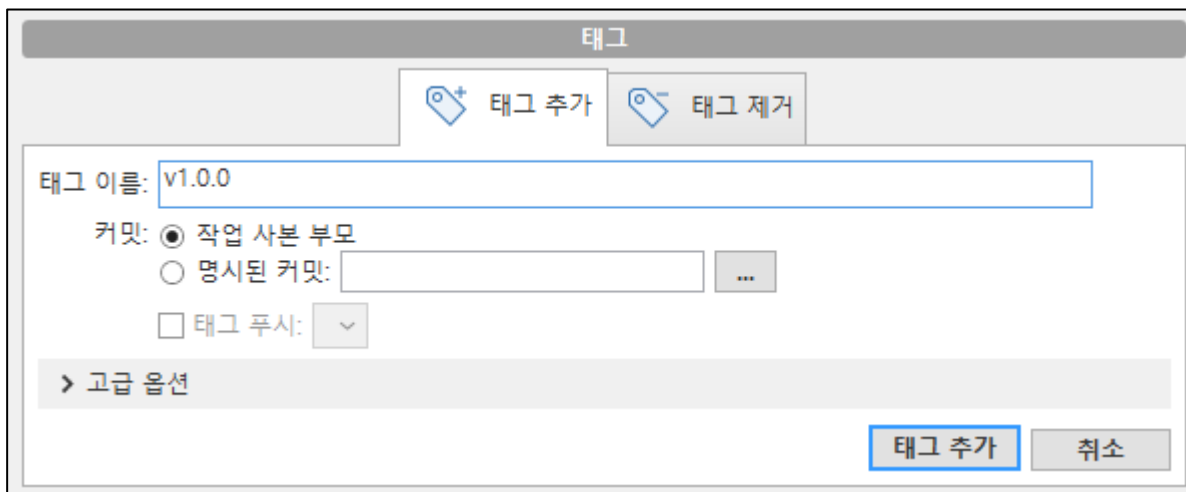 태그
태그 추가 태그 제거
태그 이름: v1.0.0
커밋: 작업 사본 부모
명시된 커밋: ...
태그 푸시:
고급 옵션
태그 추가 취소